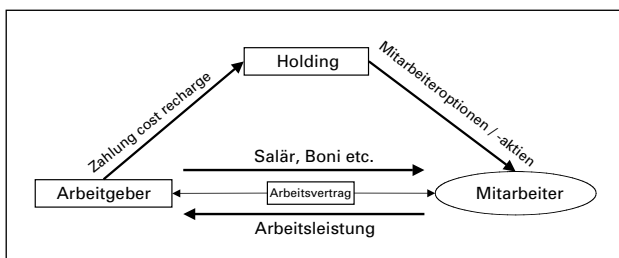 Holding
Zahlung cost recharge
Mitarbeiteroptionen / -aktien
Salär, Boni etc.
Arbeitgeber
Arbeitsvertrag
Mitarbeiter
Arbeitsleistung